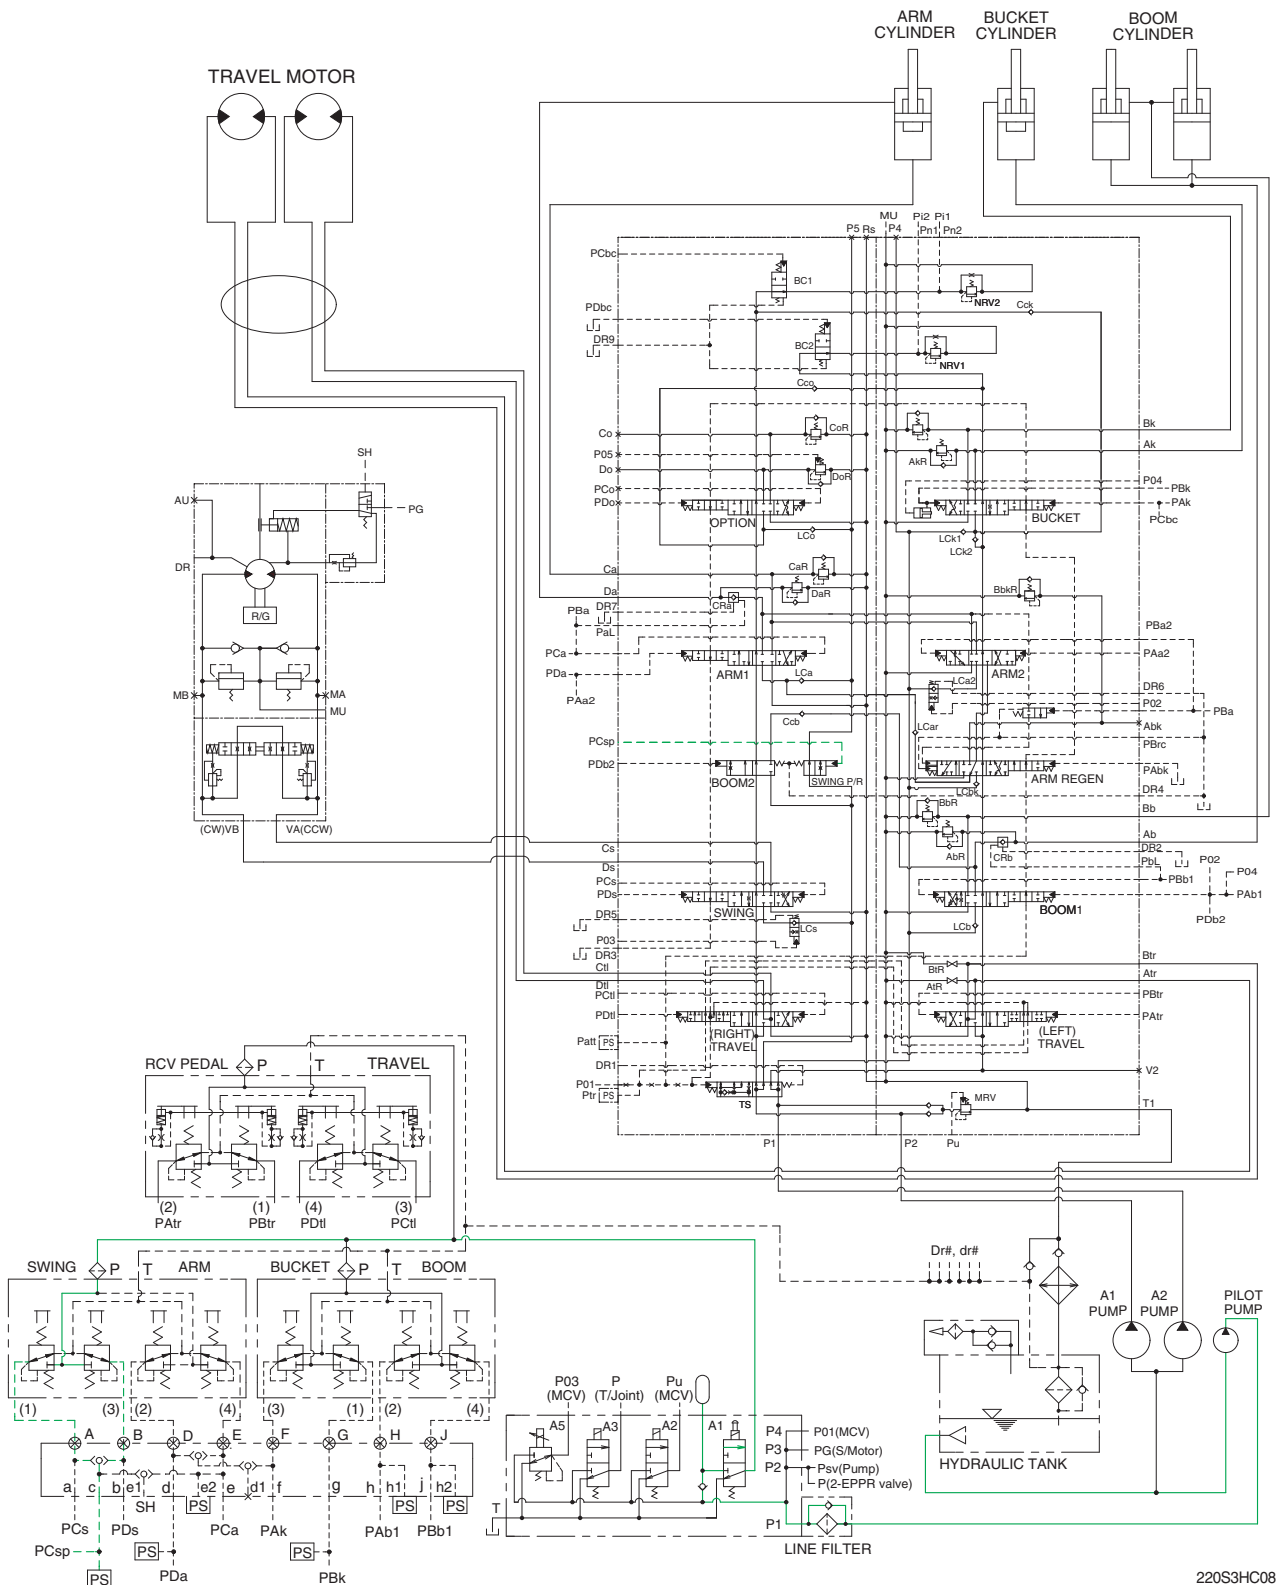 ARM
CYLINDER
BUCKET
CYLINDER
BOOM
CYLINDER
TRAVEL MOTOR
P5 Rs
MU
P4
Pi2
Pi1
Pn1
Pn2
PCbc
BC1
NRV2
Cck
PDbc
DR9
BC2
NRV1
Cco
Co
CoR
Bk
Ak
AkR
P05
Do
DoR
PCo
PDo
OPTION
LCo
BUCKET
LCk1
LCk2
P04
PBk
PAk
PCbc
SH
AU
PG
DR
R/G
MB
MA
MU
(CW)VB
VA(CCW)
Ca
CaR
Da
DaR
CRa
DR7
PBa
PaL
PCa
PDa
PAa2
ARM1
LCa
BbkR
PBa2
PAa2
ARM2
LCa2
DR6
P02
PBa
Ccb
LCar
Abk
PCsp
PBrc
PDb2
BOOM2
SWING P/R
ARM REGEN
PAbk
LCbk
DR4
BbR
Bb
AbR
Ab
CRb
DR2
PbL
PBb1
P02
P04
PAb1
PDb2
Cs
Ds
PCs
PDs
SWING
BOOM1
DR5
LCs
LCb
P03
DR3
Ctl
BtR
Btr
Dtl
AtR
Atr
PCtl
PBtr
PDtl
PAtr
(RIGHT)
TRAVEL
(LEFT)
TRAVEL
Patt
PS
DR1
V2
P01
Ptr
PS
TS
MRV
T1
P1
P2
Pu
RCV PEDAL
P
T
TRAVEL
(2)
(1)
(4)
(3)
PAtr
PBtr
PDtl
PCtl
SWING
P
T
ARM
BUCKET
P
T
BOOM
(1)
(3)
(2)
(4)
(3)
(1)
(2)
(4)
A
B
D
E
F
G
H
J
a
c
b
e1
d
e2
e
d1
f
g
h
h1
j
h2
SH
PS
PS
PS
PCs
PDs
PCa
PAk
PAb1
PBb1
PCsp
PS
PDa
PS
PBk
PS
P03
(MCV)
P
(T/Joint)
Pu
(MCV)
A5
A3
A2
A1
P4
P01(MCV)
P3
PG(S/Motor)
P2
Psv(Pump)
P(2-EPPR valve)
T
P1
LINE FILTER
Dr#, dr#
A1
PUMP
A2
PUMP
PILOT
PUMP
HYDRAULIC TANK
220S3HC08